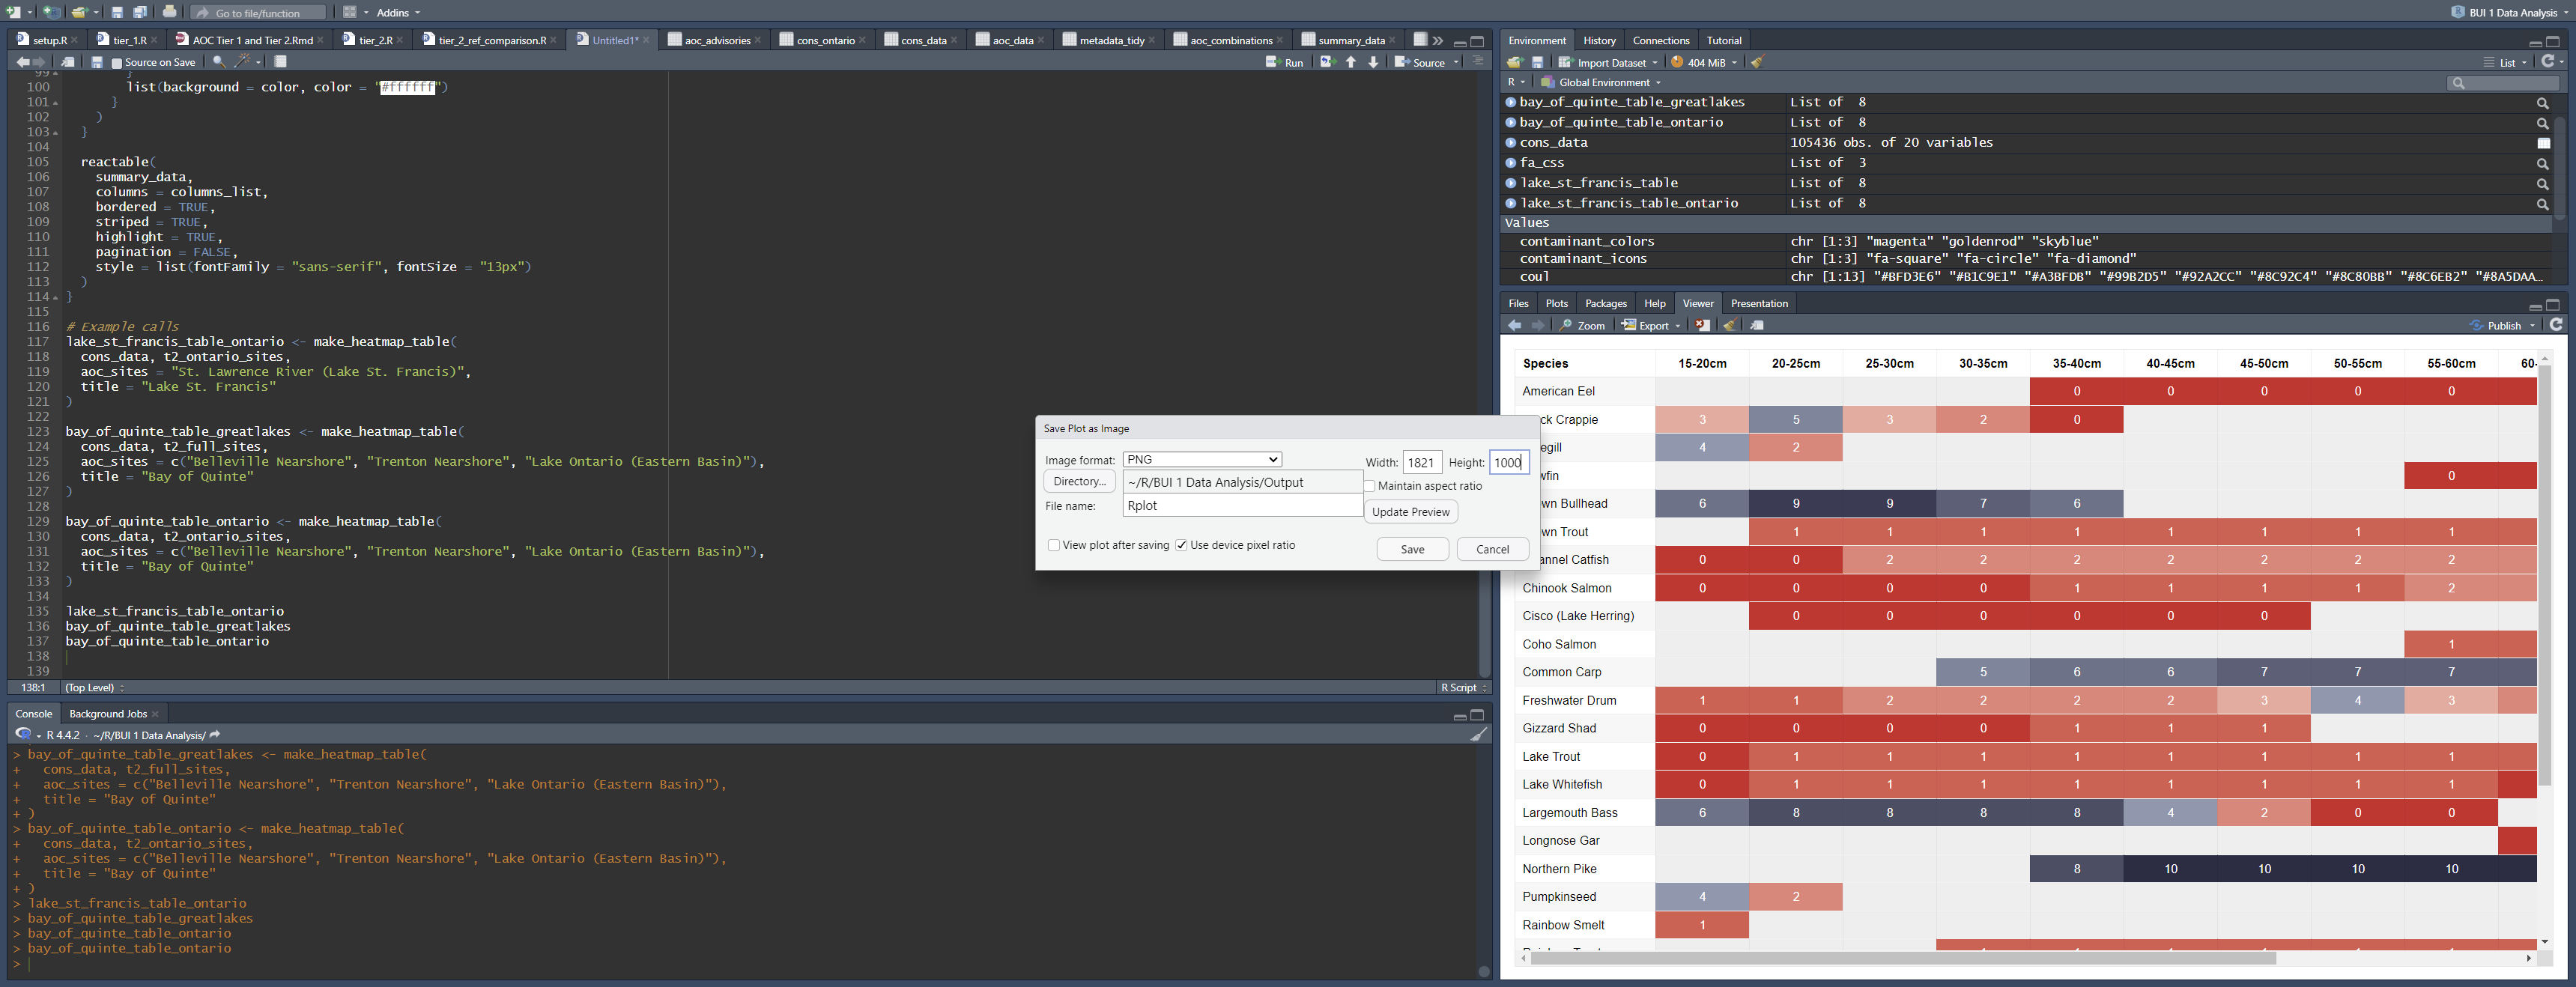 Go to file/function
Addins
BUI 1 Data Analysis
setup.R
tier_1.R
AOC Tier 1 and Tier 2.Rmd
tier_2.R
tier_2_ref_comparison.R
Untitled1*
aoc_advisories
cons_ontario
cons_data
aoc_data
metadata_tidy
aoc_combinations
summary_data
Source on Save
Run
Source
99 }
100 list(background = color, color = "#ffffff")
101 }
102 )
103 }
104
105 reactable(
106 summary_data,
107 columns = columns_list,
108 bordered = TRUE,
109 striped = TRUE,
110 highlight = TRUE,
111 pagination = FALSE,
112 style = list(fontFamily = "sans-serif", fontSize = "13px")
113 )
114 }
115
116 # Example calls
117 lake_st_francis_table_ontario <- make_heatmap_table(
118 cons_data, t2_ontario_sites,
119 aoc_sites = "St. Lawrence River (Lake St. Francis)",
120 title = "Lake St. Francis"
121 )
122
123 bay_of_quinte_table_greatlakes <- make_heatmap_table(
124 cons_data, t2_full_sites,
125 aoc_sites = c("Belleville Nearshore", "Trenton Nearshore", "Lake Ontario (Eastern Basin)"),
126 title = "Bay of Quinte"
127 )
128
129 bay_of_quinte_table_ontario <- make_heatmap_table(
130 cons_data, t2_ontario_sites,
131 aoc_sites = c("Belleville Nearshore", "Trenton Nearshore", "Lake Ontario (Eastern Basin)"),
132 title = "Bay of Quinte"
133 )
134
135 lake_st_francis_table_ontario
136 bay_of_quinte_table_greatlakes
137 bay_of_quinte_table_ontario
138
139
138:1 (Top Level) R Script
Console Background Jobs
R 4.4.2 · ~/R/BUI 1 Data Analysis/
> bay_of_quinte_table_greatlakes <- make_heatmap_table(
+ cons_data, t2_full_sites,
+ aoc_sites = c("Belleville Nearshore", "Trenton Nearshore", "Lake Ontario (Eastern Basin)"),
+ title = "Bay of Quinte"
+ )
> bay_of_quinte_table_ontario <- make_heatmap_table(
+ cons_data, t2_ontario_sites,
+ aoc_sites = c("Belleville Nearshore", "Trenton Nearshore", "Lake Ontario (Eastern Basin)"),
+ title = "Bay of Quinte"
+ )
> lake_st_francis_table_ontario
> bay_of_quinte_table_greatlakes
> bay_of_quinte_table_ontario
> bay_of_quinte_table_ontario
>
Save Plot as Image
Image format: PNG
Directory... ~/R/BUI 1 Data Analysis/Output
File name: Rplot
Width: 1821 Height: 1000
Maintain aspect ratio
Update Preview
View plot after saving Use device pixel ratio
Save Cancel
Environment History Connections Tutorial
Import Dataset 404 MiB List
R Global Environment
bay_of_quinte_table_greatlakes List of 8
bay_of_quinte_table_ontario List of 8
cons_data 105436 obs. of 20 variables
fa_css List of 3
lake_st_francis_table List of 8
lake_st_francis_table_ontario List of 8
Values
contaminant_colors chr [1:3] "magenta" "goldenrod" "skyblue"
contaminant_icons chr [1:3] "fa-square" "fa-circle" "fa-diamond"
coul chr [1:13] "#BFD3E6" "#B1C9E1" "#A3BFDB" "#99B2D5" "#92A2CC" "#8C92C4" "#8C80BB" "#8C6EB2" "#8A5DAA…
Files Plots Packages Help Viewer Presentation
Zoom Export Publish
Species 15-20cm 20-25cm 25-30cm 30-35cm 35-40cm 40-45cm 45-50cm 50-55cm 55-60cm 60-
American Eel 0 0 0 0 0
ck Crappie 3 5 3 2 0
egill 4 2
wfin 0
wn Bullhead 6 9 9 7 6
wn Trout 1 1 1 1 1 1 1 1
annel Catfish 0 0 2 2 2 2 2 2 2
Chinook Salmon 0 0 0 0 1 1 1 1 2
Cisco (Lake Herring) 0 0 0 0 0 0
Coho Salmon 1
Common Carp 5 6 6 7 7 7
Freshwater Drum 1 1 2 2 2 2 3 4 3
Gizzard Shad 0 0 0 0 1 1 1
Lake Trout 0 1 1 1 1 1 1 1 1
Lake Whitefish 0 1 1 1 1 1 1 1 1
Largemouth Bass 6 8 8 8 8 4 2 0 0
Longnose Gar
Northern Pike 8 10 10 10 10
Pumpkinseed 4 2
Rainbow Smelt 1